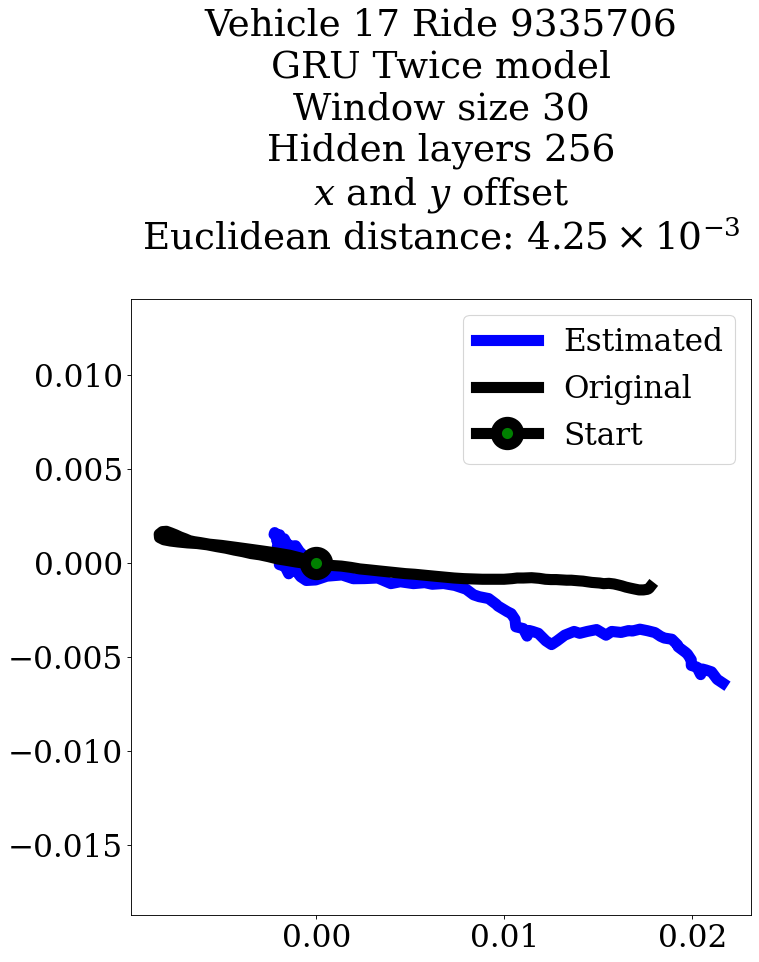 Vehicle 17 Ride 9335706
GRU Twice model
Window size 30
Hidden layers 256
x and y offset
Euclidean distance: 4.25 × 10⁻³
Estimated
Original
Start
0.010
0.005
0.000
−0.005
−0.010
−0.015
0.00 0.01 0.02